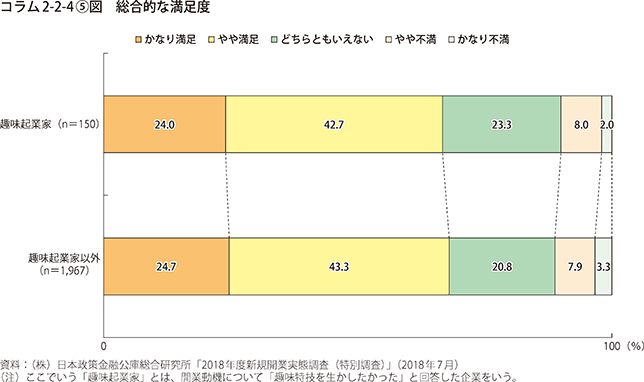 コラム2-2-4⑤図　総合的な満足度
かなり満足 やや満足 どちらともいえない やや不満 かなり不満
趣味起業家（n＝150）
24.0 42.7 23.3 8.0 2.0
趣味起業家以外
（n＝1,967）
24.7 43.3 20.8 7.9 3.3
0 100（%）
資料：（株）日本政策金融公庫総合研究所「2018年度新規開業実態調査（特別調査）」（2018年7月）
（注）ここでいう「趣味起業家」とは、開業動機について「趣味特技を生かしたかった」と回答した企業をいう。